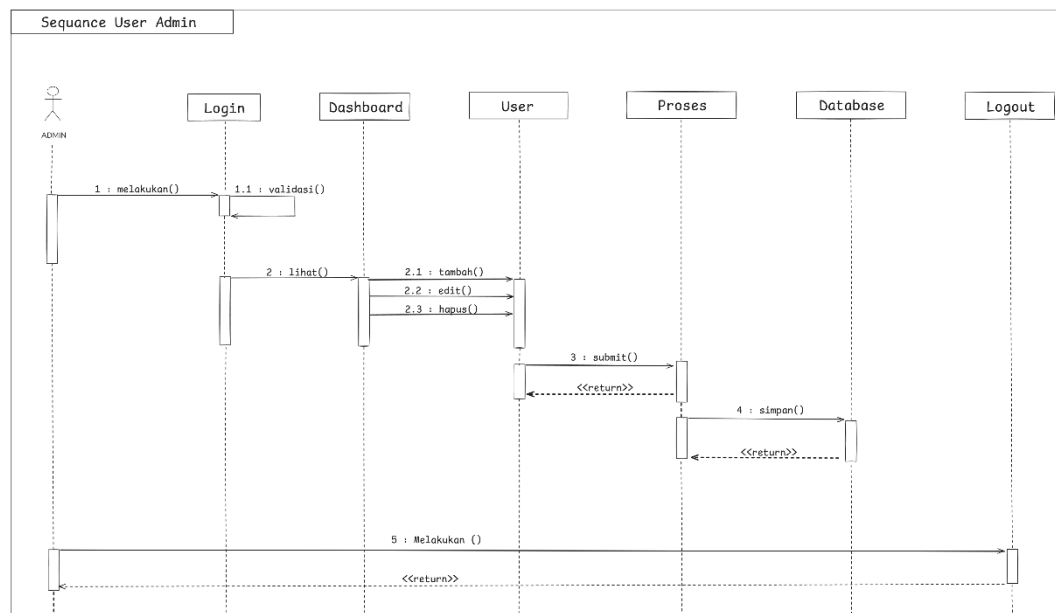 Sequance User Admin
ADMIN
Login
Dashboard
User
Proses
Database
Logout
1 : melakukan()
1.1 : validasi()
2 : lihat()
2.1 : tambah()
2.2 : edit()
2.3 : hapus()
3 : submit()
<<return>>
4 : simpan()
<<return>>
5 : Melakukan ()
<<return>>